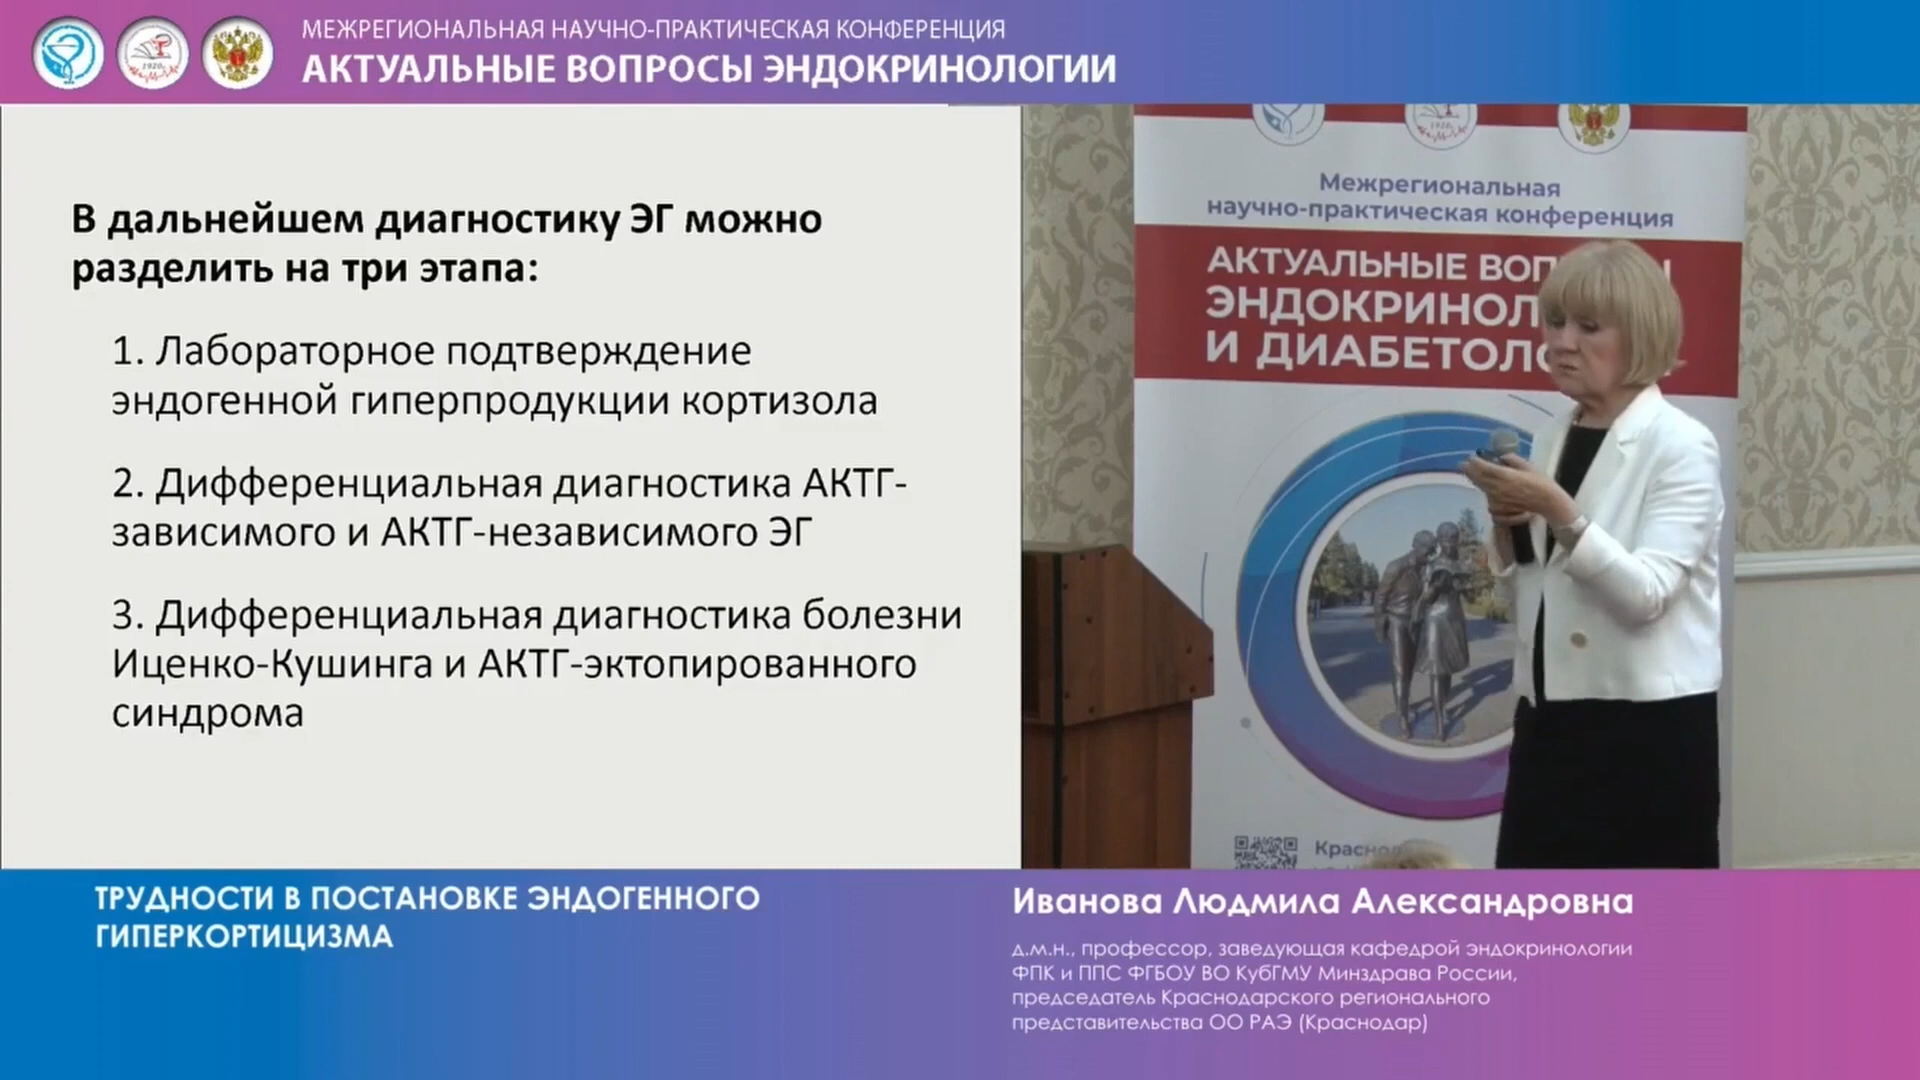 МЕЖРЕГИОНАЛЬНАЯ НАУЧНО-ПРАКТИЧЕСКАЯ КОНФЕРЕНЦИЯ
АКТУАЛЬНЫЕ ВОПРОСЫ ЭНДОКРИНОЛОГИИ
В дальнейшем диагностику ЭГ можно
разделить на три этапа:
1. Лабораторное подтверждение
эндогенной гиперпродукции кортизола
2. Дифференциальная диагностика АКТГ-
зависимого и АКТГ-независимого ЭГ
3. Дифференциальная диагностика болезни
Иценко-Кушинга и АКТГ-эктопированного
синдрома
1920
Межрегиональная
научно-практическая конференция
АКТУАЛЬНЫЕ
ТРУДНОСТИ В ПОСТАНОВКЕ ЭНДОГЕННОГО
ГИПЕРКОРТИЦИЗМА
Иванова Людмила Александровна
д.м.н., профессор, заведующая кафедрой эндокринологии
ФПК и ППС ФГБОУ ВО КубГМУ Минздрава России,
председатель Краснодарского регионального
представительства ОО РАЭ (Краснодар)